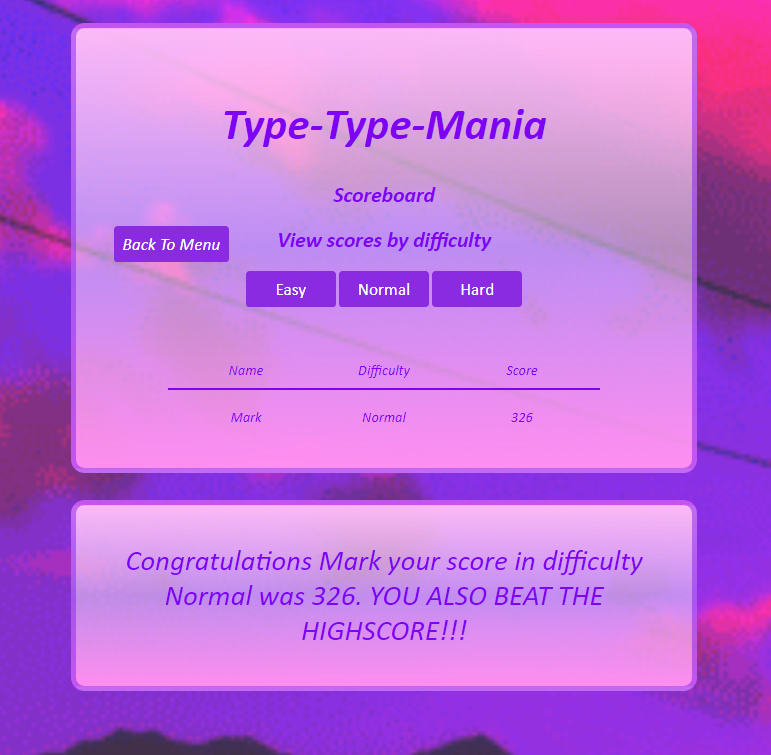 Type-Type-Mania
Scoreboard
Back To Menu
View scores by difficulty
Easy Normal Hard
Name Difficulty Score
Mark Normal 326
Congratulations Mark your score in difficulty
Normal was 326. YOU ALSO BEAT THE
HIGHSCORE!!!